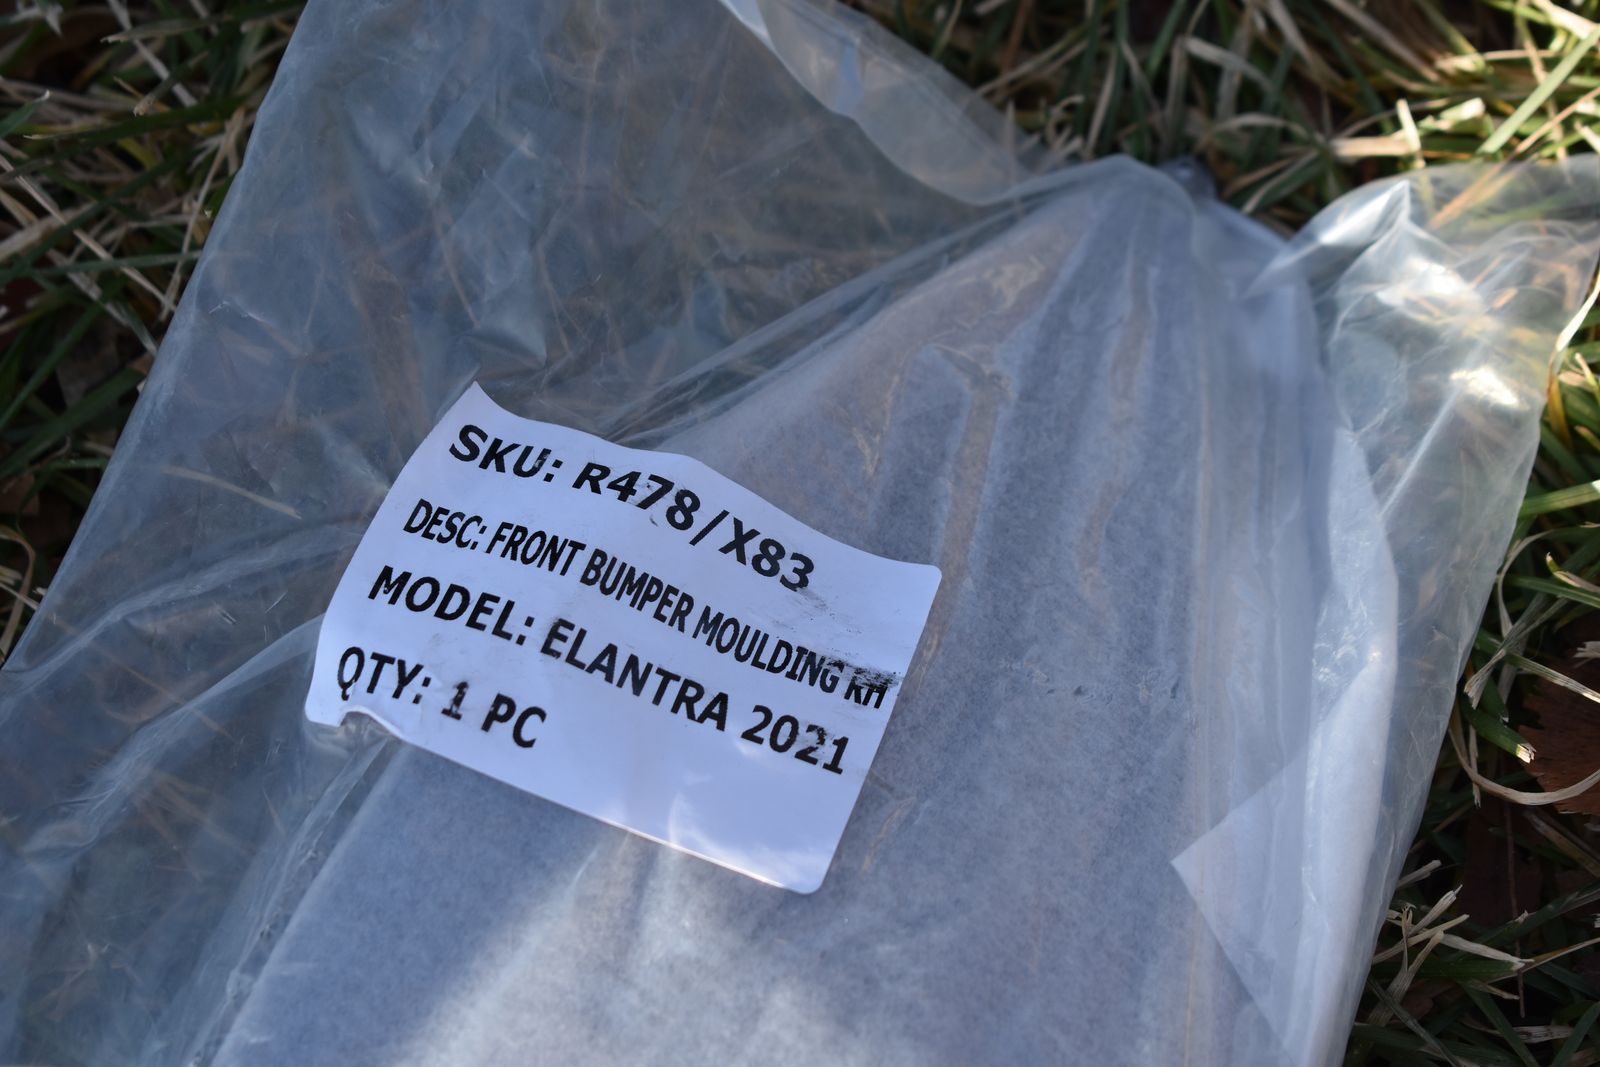 SKU: R478/X83
DESC: FRONT BUMPER MOULDING RH
MODEL: ELANTRA 2021
QTY: 1 PC